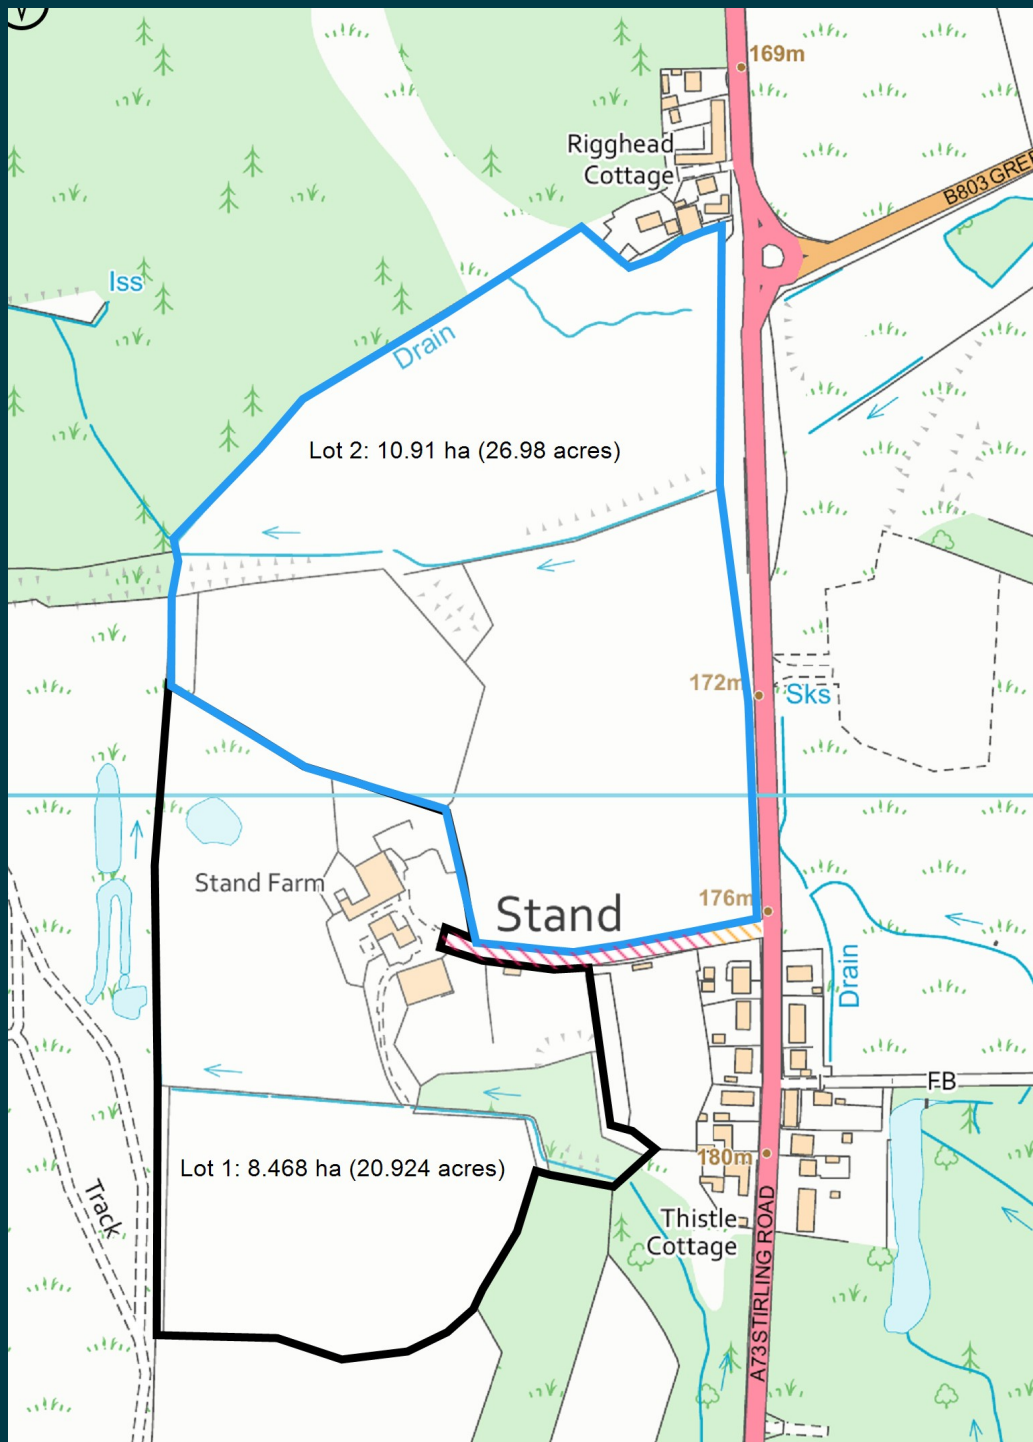 169m
Rigghead
Cottage
B803 GREE
Iss
Drain
Lot 2: 10.91 ha (26.98 acres)
172m
Sks
Stand Farm
Stand
176m
Drain
FB
Lot 1: 8.468 ha (20.924 acres)
180m
Track
Thistle
Cottage
A73 STIRLING ROAD